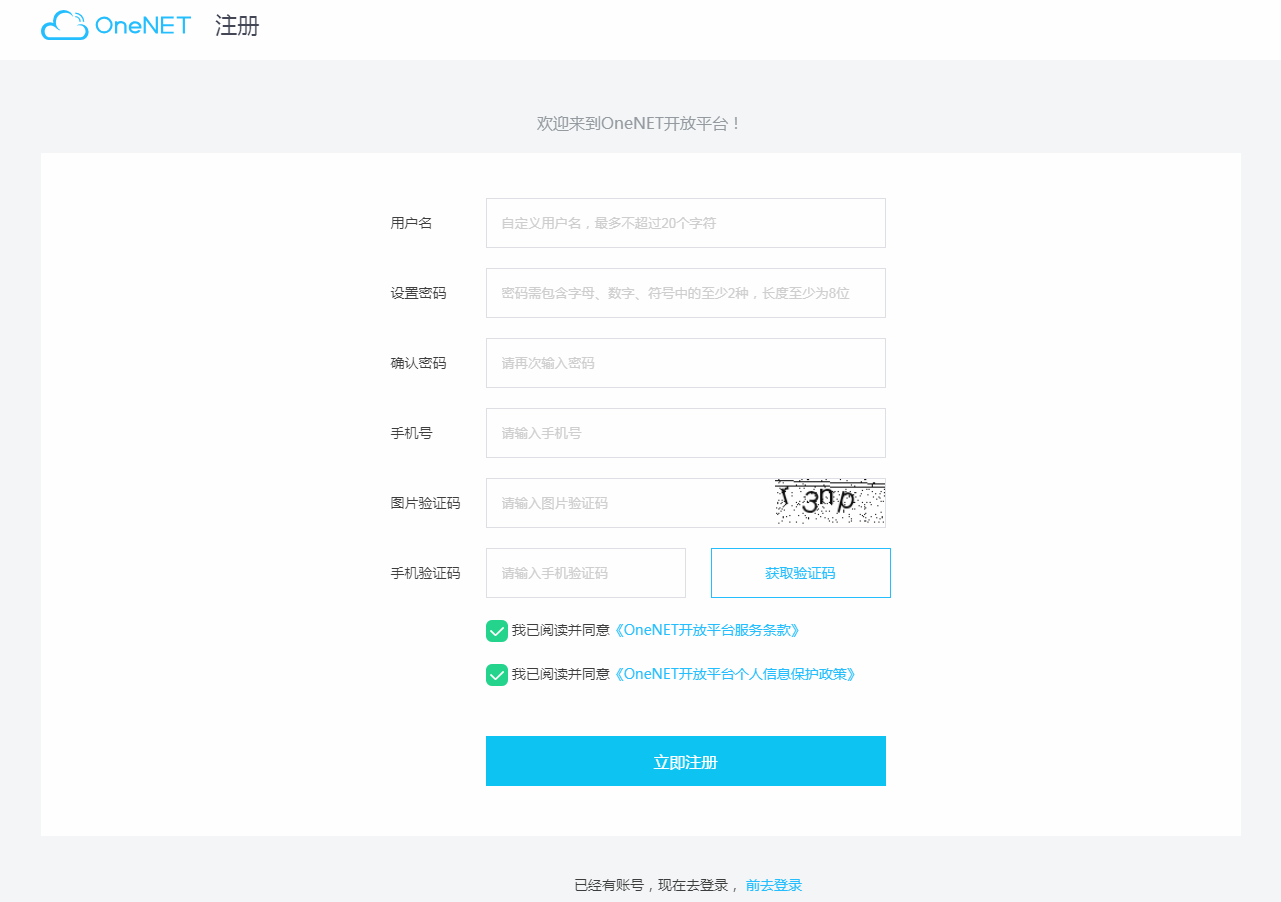 OneNET 注册
欢迎来到OneNET开放平台！
用户名 自定义用户名，最多不超过20个字符
设置密码 密码需包含字母、数字、符号中的至少2种，长度至少为8位
确认密码 请再次输入密码
手机号 请输入手机号
图片验证码 请输入图片验证码 r3np
手机验证码 请输入手机验证码 获取验证码
我已阅读并同意《OneNET开放平台服务条款》
我已阅读并同意《OneNET开放平台个人信息保护政策》
立即注册
已经有账号，现在去登录， 前去登录